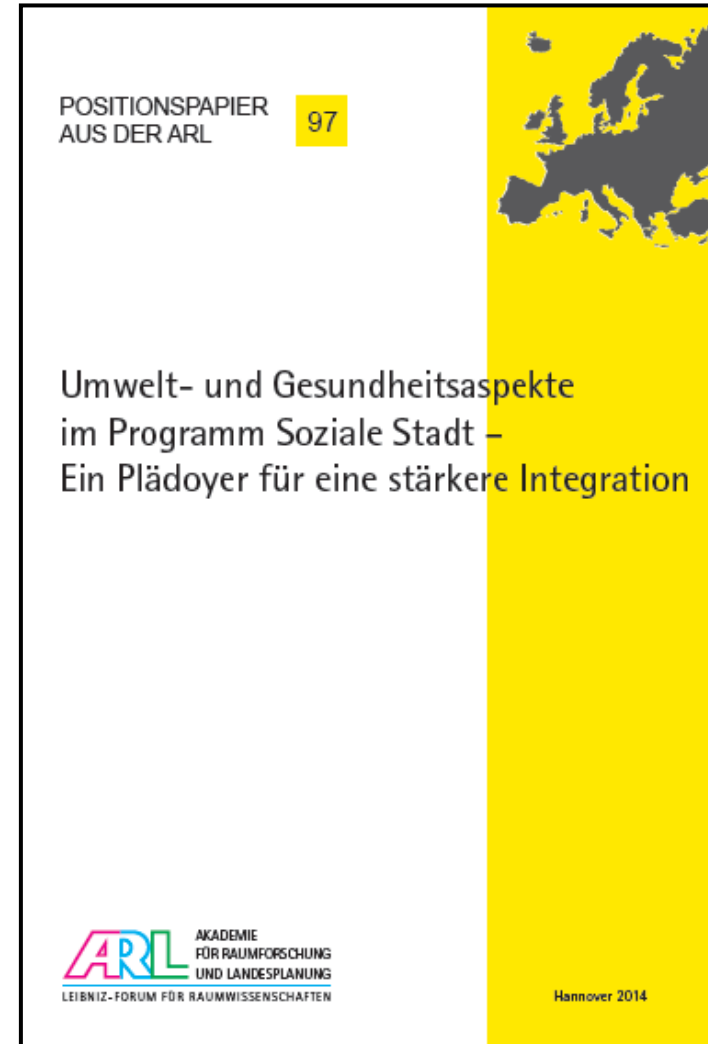 POSITIONSPAPIER
AUS DER ARL
97
Umwelt- und Gesundheitsaspekte
im Programm Soziale Stadt –
Ein Plädoyer für eine stärkere Integration
ARL
AKADEMIE
FÜR RAUMFORSCHUNG
UND LANDESPLANUNG
LEIBNIZ-FORUM FÜR RAUMWISSENSCHAFTEN
Hannover 2014